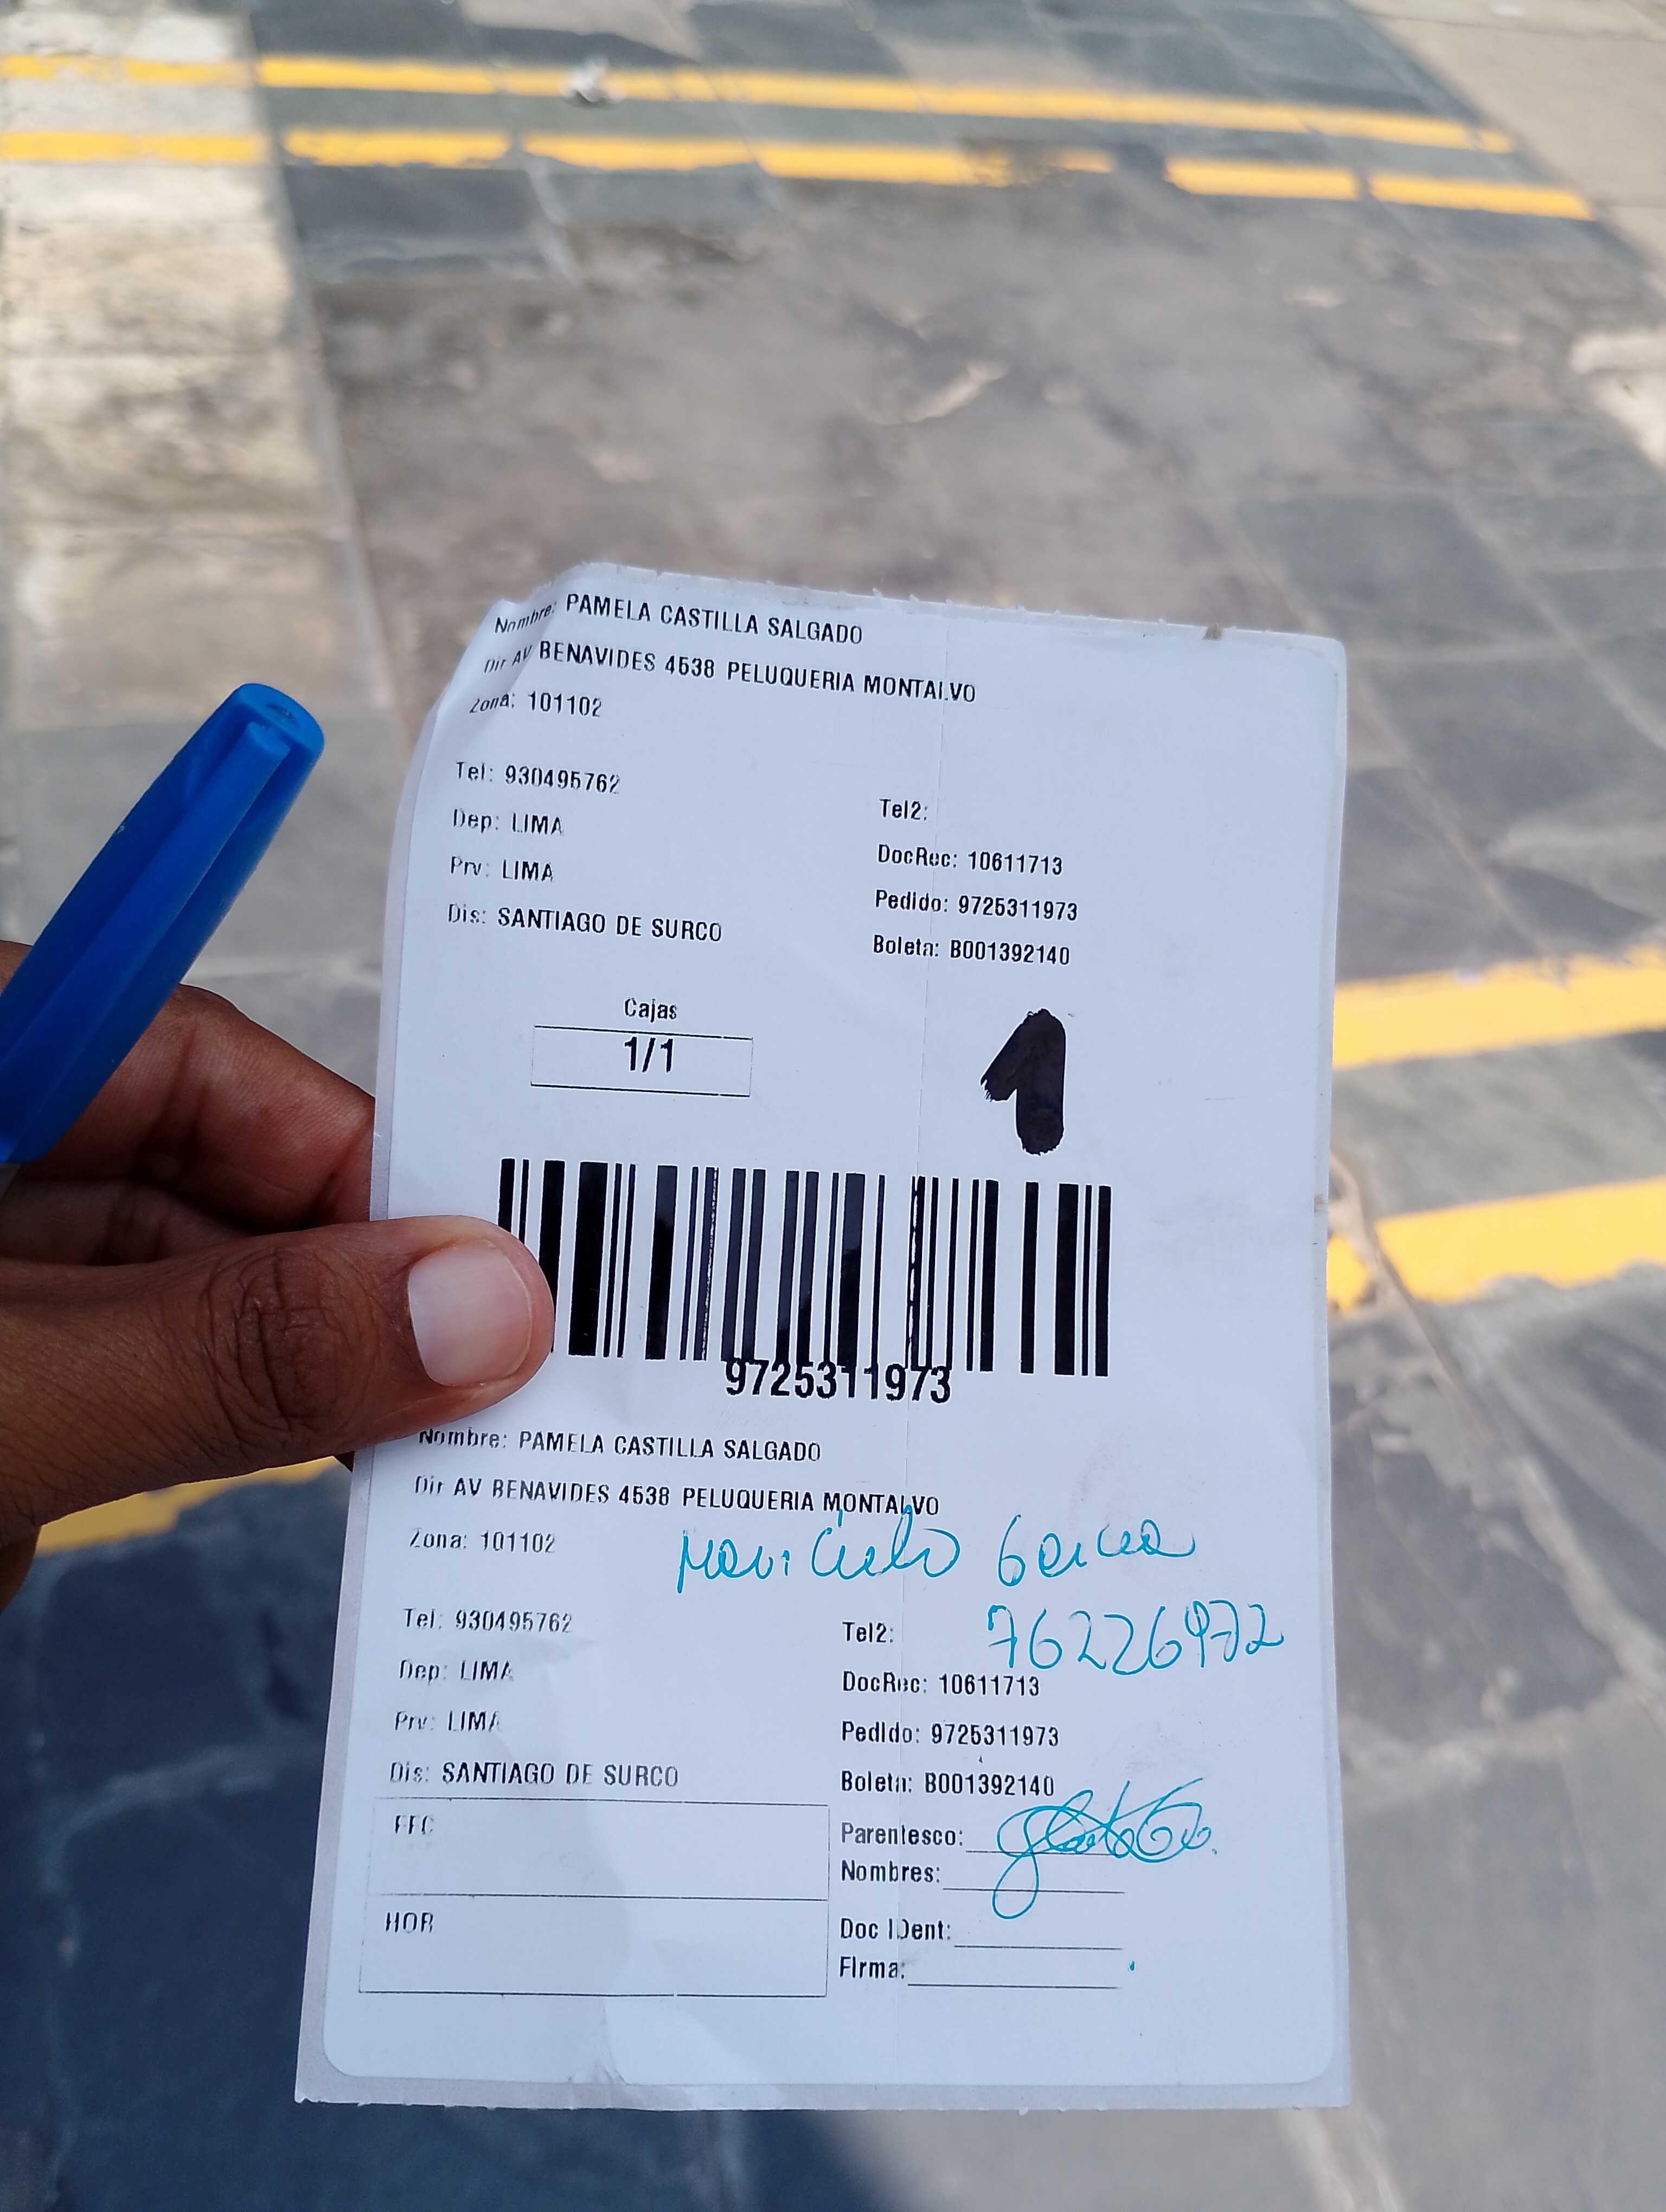 Nombre: PAMELA CASTILLA SALGADO
Dir AV BENAVIDES 4538 PELUQUERIA MONTALVO
Zona: 101102
Tel: 930495762
Tel2:
Dep: LIMA
DocRec: 10611713
Prv: LIMA
Pedido: 9725311973
Dis: SANTIAGO DE SURCO
Boleta: B001392140
Cajas
1/1
1
9725311973
Nombre: PAMELA CASTILLA SALGADO
Dir AV BENAVIDES 4538 PELUQUERIA MONTALVO
Zona: 101102
Garcia
Tel: 930495762
Tel2:
76226972
Dep: LIMA
DocRec: 10611713
Prv: LIMA
Pedido: 9725311973
Dis: SANTIAGO DE SURCO
Boleta: B001392140
FEC
Parentesco:
Nombres:
HOR
Doc IDent:
Firma: